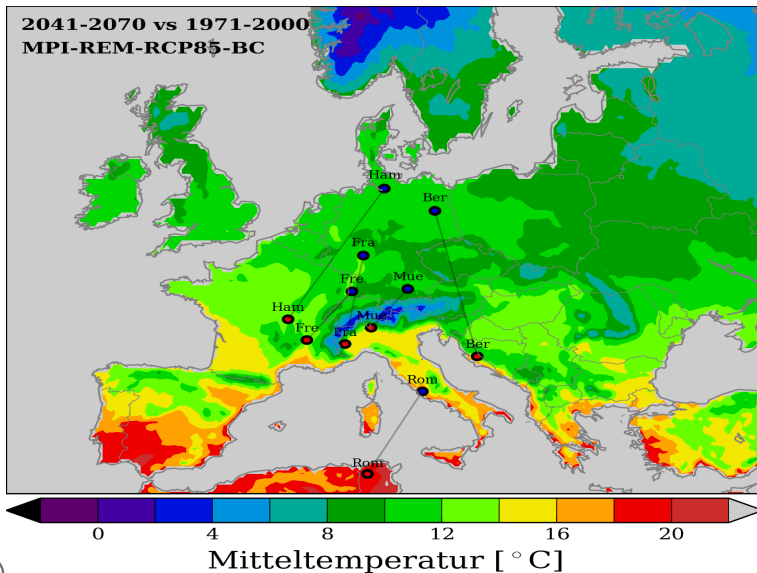 2041-2070 vs 1971-2000
MPI-REM-RCP85-BC
Ham
Ber
Fra
Fre
Mue
Ham
Fre
Fra
Mue
Ber
Rom
Rom
0 4 8 12 16 20
Mitteltemperatur [ °C]